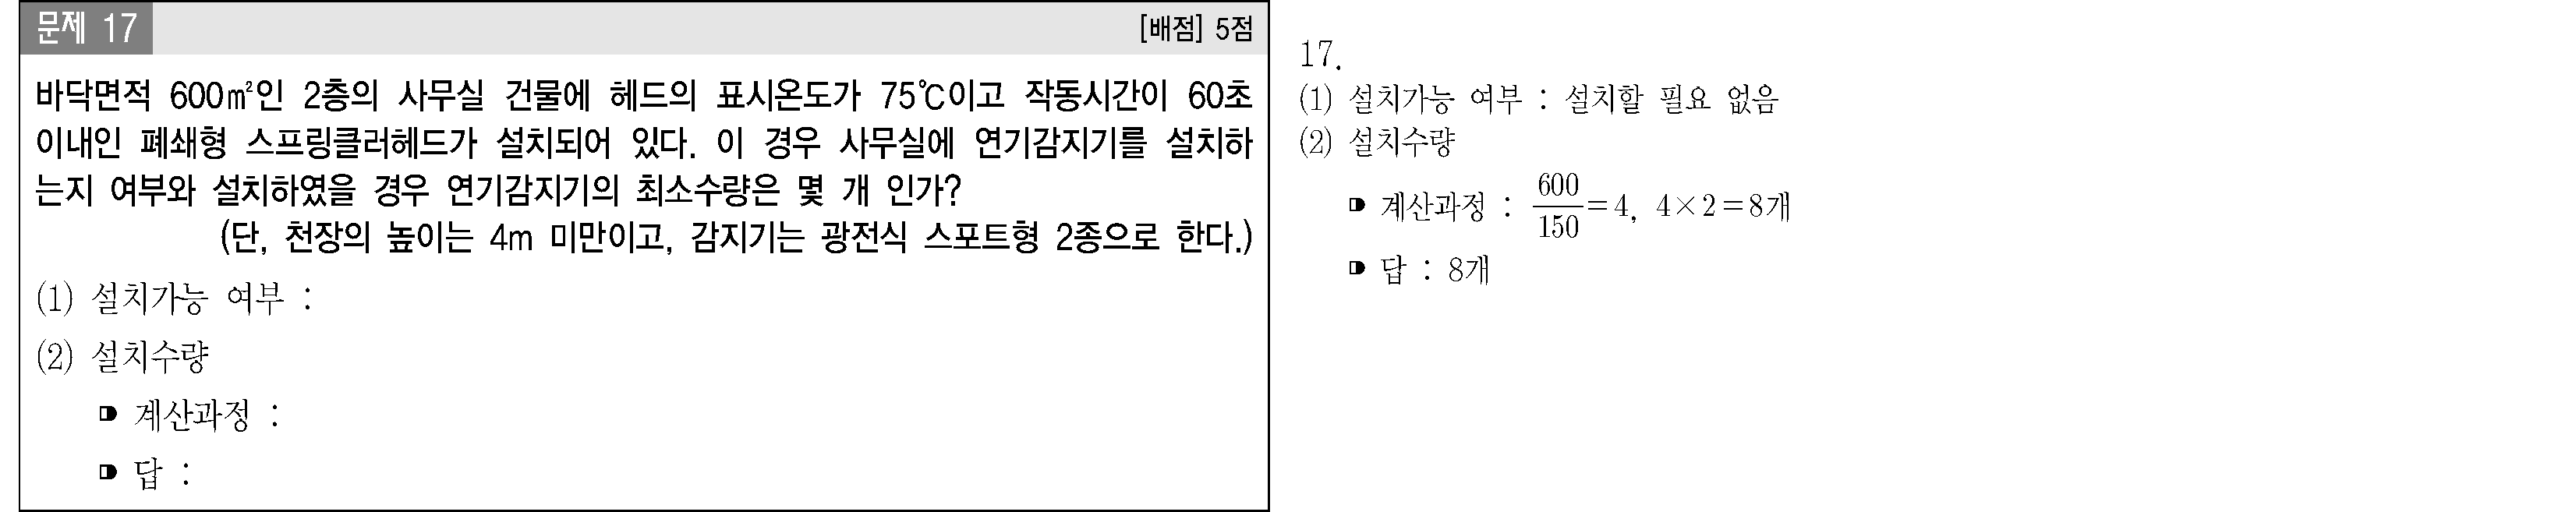 문제 17
[배점] 5점
바닥면적 600㎡인 2층의 사무실 건물에 헤드의 표시온도가 75℃이고 작동시간이 60초
이내인 폐쇄형 스프링클러헤드가 설치되어 있다. 이 경우 사무실에 연기감지기를 설치하
는지 여부와 설치하였을 경우 연기감지기의 최소수량은 몇 개 인가?
(단, 천장의 높이는 4m 미만이고, 감지기는 광전식 스포트형 2종으로 한다.)
(1) 설치가능 여부 :
(2) 설치수량
계산과정 :
답 :
17.
(1) 설치가능 여부 : 설치할 필요 없음
(2) 설치수량
계산과정 : 600/150=4, 4×2=8개
답 : 8개